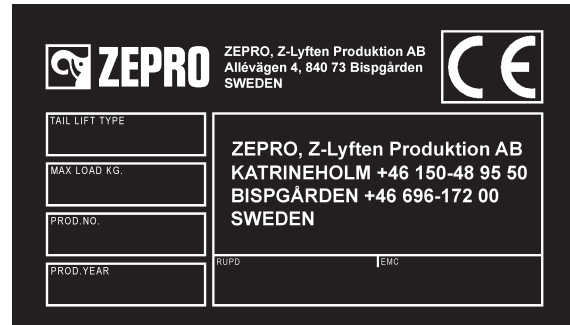 ZEPRO
ZEPRO, Z-Lyften Produktion AB
Allévägen 4, 840 73 Bispgården
SWEDEN
CE
TAIL LIFT TYPE
MAX LOAD KG.
PROD.NO.
PROD.YEAR
ZEPRO, Z-Lyften Produktion AB
KATRINEHOLM +46 150-48 95 50
BISPGÅRDEN +46 696-172 00
SWEDEN
RUPD
EMC